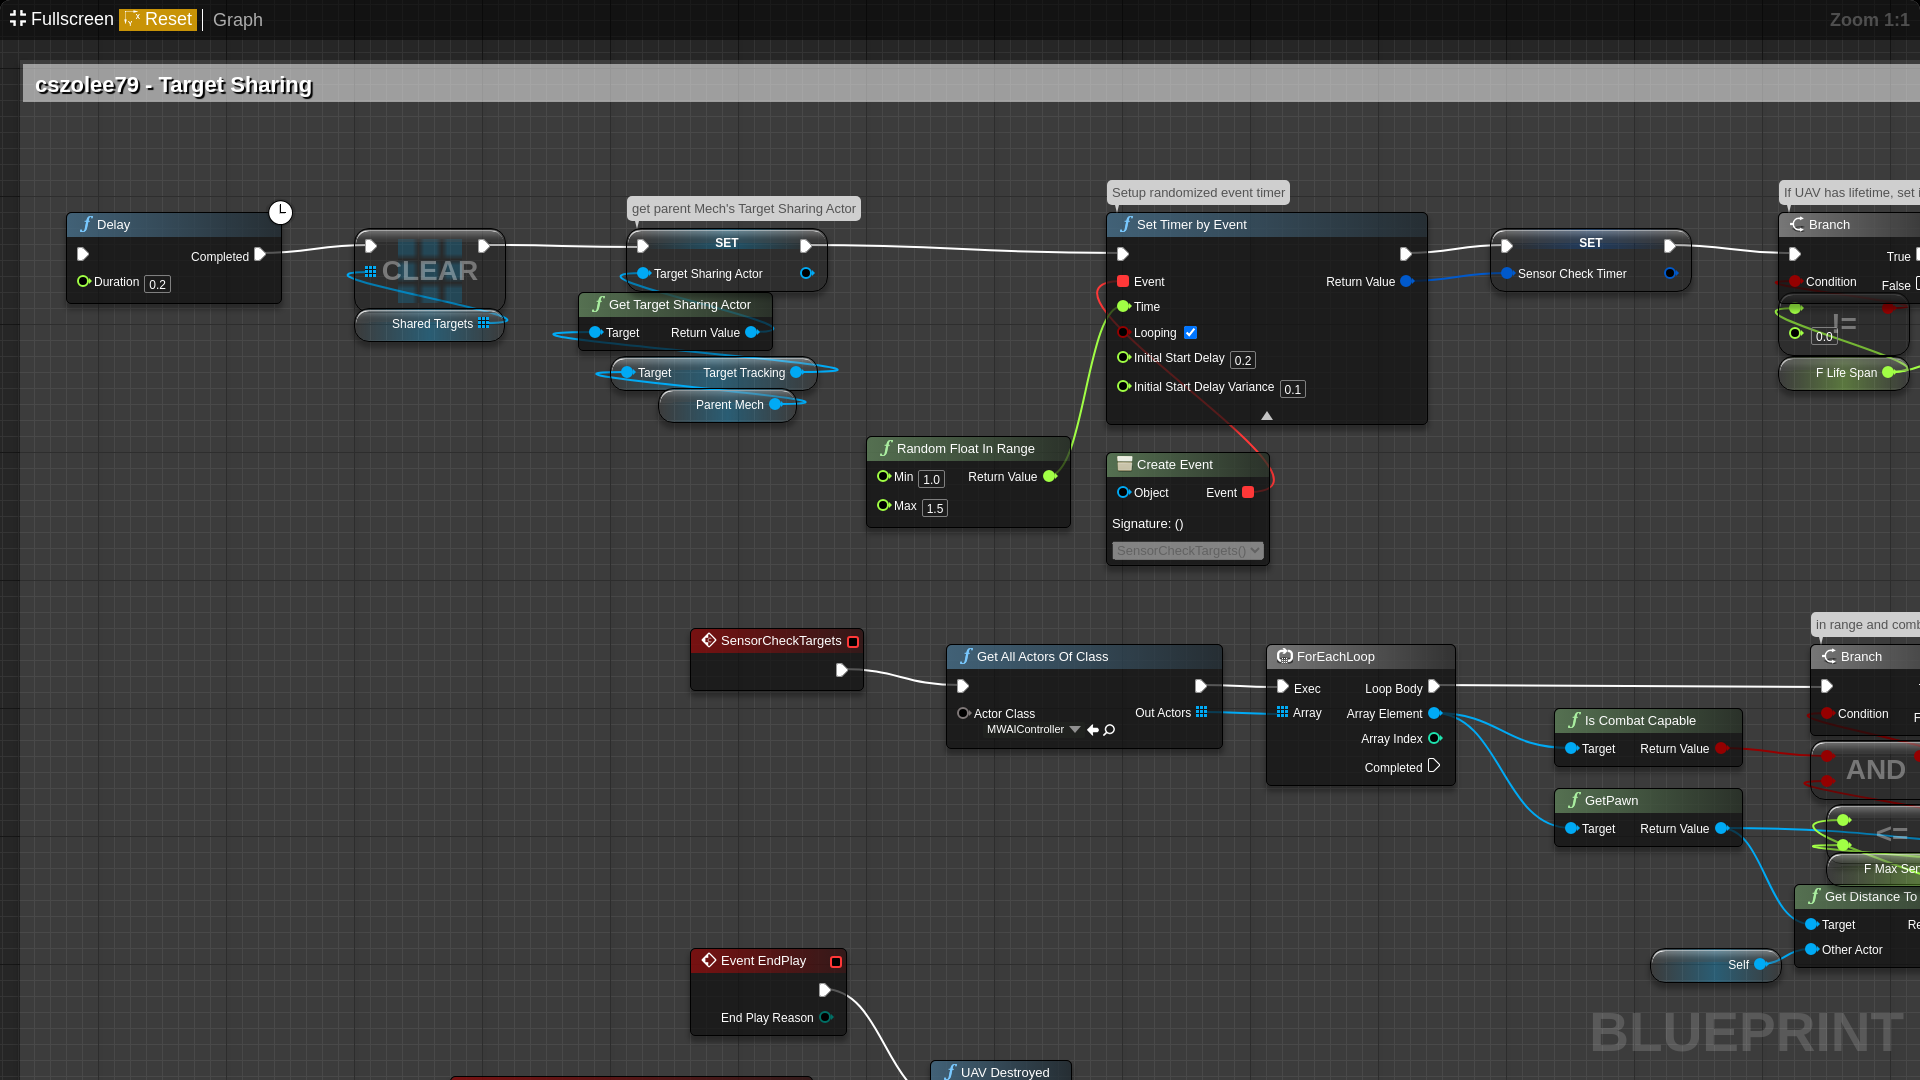 Fullscreen Reset Graph
Zoom 1:1
cszolee79 - Target Sharing
Delay
Completed
Duration 0.2
CLEAR
Shared Targets
get parent Mech's Target Sharing Actor
SET
Target Sharing Actor
Get Target Sharing Actor
Target Return Value
Target Target Tracking
Parent Mech
Setup randomized event timer
Set Timer by Event
Event Return Value
Time
Looping
Initial Start Delay 0.2
Initial Start Delay Variance 0.1
SET
Sensor Check Timer
If UAV has lifetime, set i
Branch
True
Condition False
!=
0.0
F Life Span
Random Float In Range
Min 1.0 Return Value
Max 1.5
Create Event
Object Event
Signature: ()
SensorCheckTargets()
SensorCheckTargets
Get All Actors Of Class
Actor Class Out Actors
MWAIController
ForEachLoop
Exec Loop Body
Array Array Element
Array Index
Completed
Is Combat Capable
Target Return Value
GetPawn
Target Return Value
in range and comb
Branch
Condition F
AND
<=
F Max Sen
Get Distance To
Target Re
Other Actor
Self
Event EndPlay
End Play Reason
UAV Destroyed
BLUEPRINT